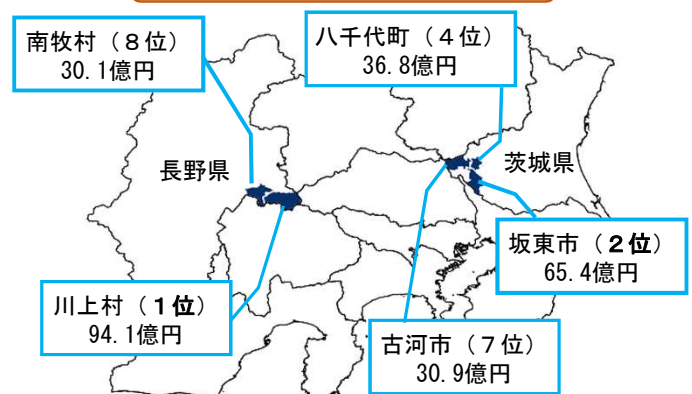 南牧村（８位）
30.1億円
八千代町（４位）
36.8億円
長野県
茨城県
坂東市（２位）
65.4億円
川上村（１位）
94.1億円
古河市（７位）
30.9億円